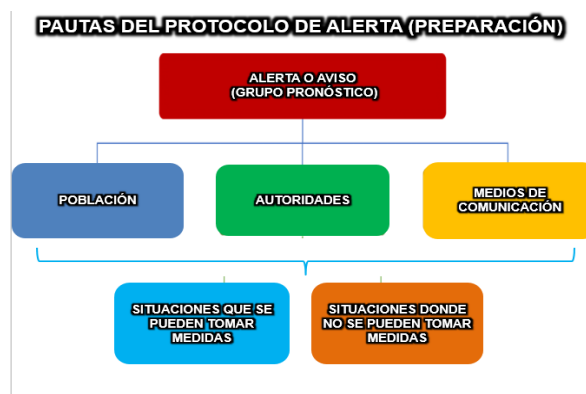 PAUTAS DEL PROTOCOLO DE ALERTA (PREPARACIÓN)
ALERTA O AVISO
(GRUPO PRONÓSTICO)
POBLACIÓN
AUTORIDADES
MEDIOS DE
COMUNICACIÓN
SITUACIONES QUE SE
PUEDEN TOMAR
MEDIDAS
SITUACIONES DONDE
NO SE PUEDEN TOMAR
MEDIDAS